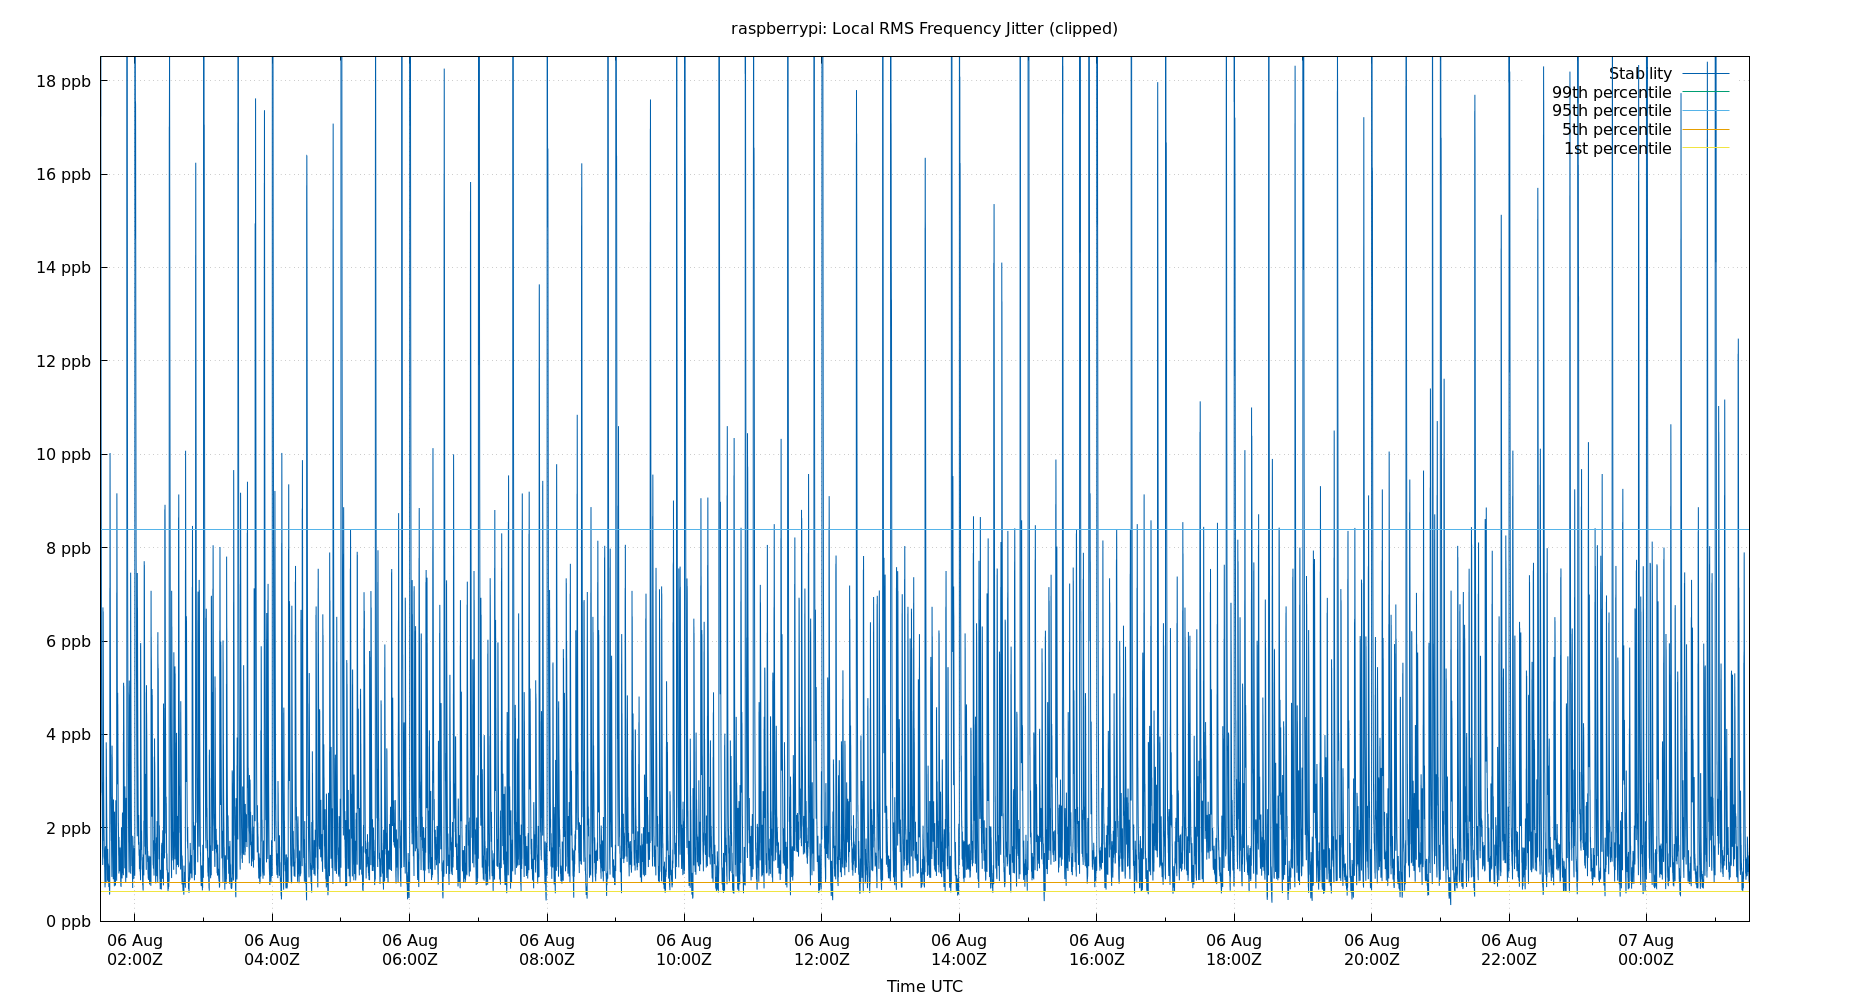 raspberrypi: Local RMS Frequency Jitter (clipped)
18 ppb
16 ppb
14 ppb
12 ppb
10 ppb
8 ppb
6 ppb
4 ppb
2 ppb
0 ppb
Stability
99th percentile
95th percentile
5th percentile
1st percentile
06 Aug 06 Aug 06 Aug 06 Aug 06 Aug 06 Aug 06 Aug 06 Aug 06 Aug 06 Aug 06 Aug 07 Aug
02:00Z 04:00Z 06:00Z 08:00Z 10:00Z 12:00Z 14:00Z 16:00Z 18:00Z 20:00Z 22:00Z 00:00Z
Time UTC